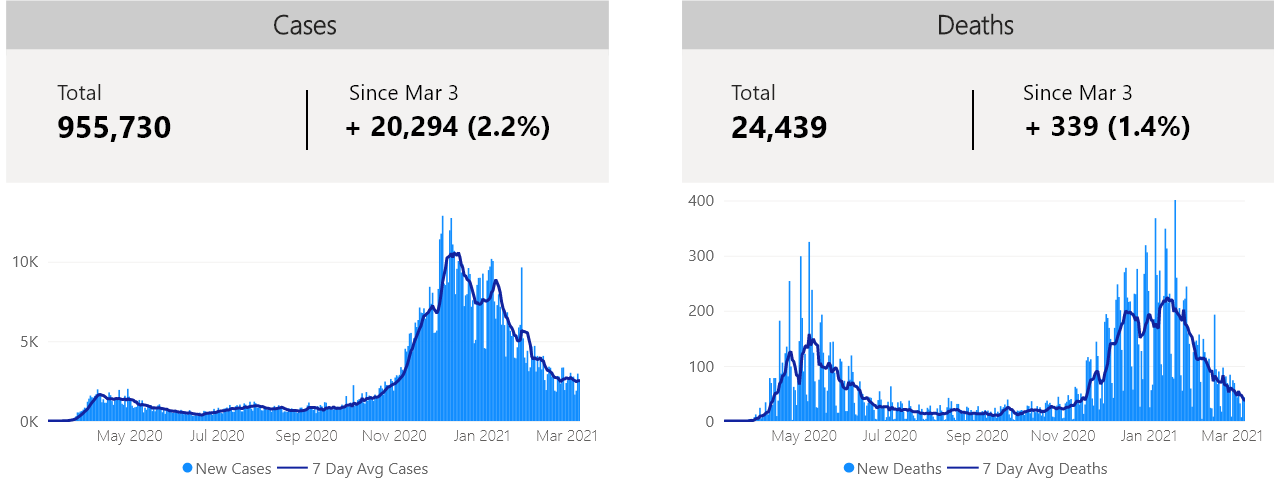 Cases
Total
Since Mar 3
955,730
+ 20,294 (2.2%)
10K
5K
0K
May 2020 Jul 2020 Sep 2020 Nov 2020 Jan 2021 Mar 2021
New Cases 7 Day Avg Cases
Deaths
Total
Since Mar 3
24,439
+ 339 (1.4%)
400
300
200
100
0
May 2020 Jul 2020 Sep 2020 Nov 2020 Jan 2021 Mar 2021
New Deaths 7 Day Avg Deaths